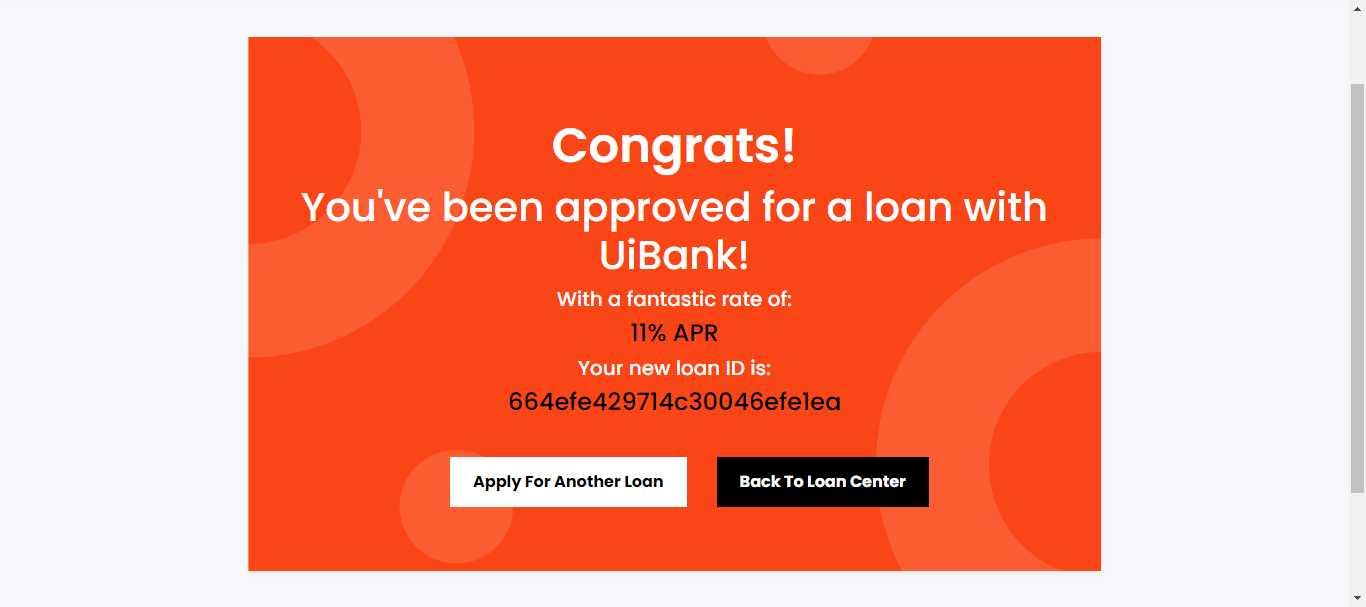 Congrats!
You've been approved for a loan with
UiBank!
With a fantastic rate of:
11% APR
Your new loan ID is:
664efe429714c30046efe1ea
Apply For Another Loan
Back To Loan Center